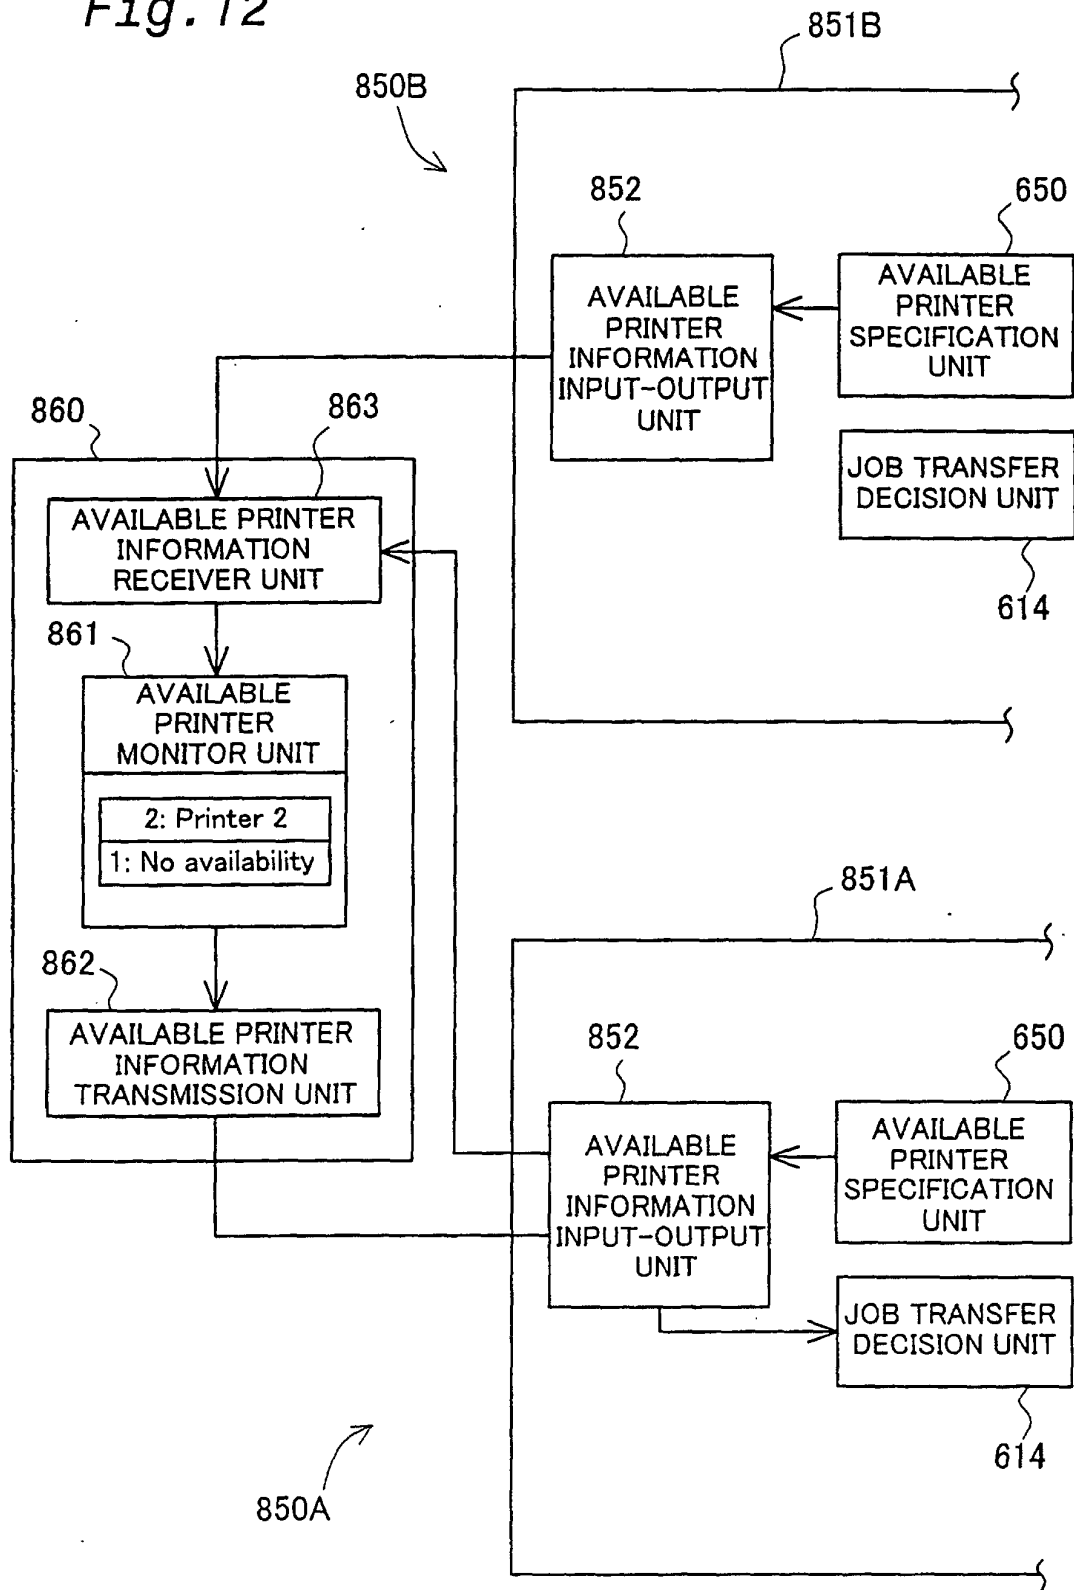 Fig. 12
851B
850B
852
650
AVAILABLE
PRINTER
INFORMATION
INPUT-OUTPUT
UNIT
AVAILABLE
PRINTER
SPECIFICATION
UNIT
JOB TRANSFER
DECISION UNIT
614
860
863
AVAILABLE PRINTER
INFORMATION
RECEIVER UNIT
861
AVAILABLE
PRINTER
MONITOR UNIT
2: Printer 2
1: No availability
862
AVAILABLE PRINTER
INFORMATION
TRANSMISSION UNIT
851A
852
650
AVAILABLE
PRINTER
INFORMATION
INPUT-OUTPUT
UNIT
AVAILABLE
PRINTER
SPECIFICATION
UNIT
JOB TRANSFER
DECISION UNIT
614
850A